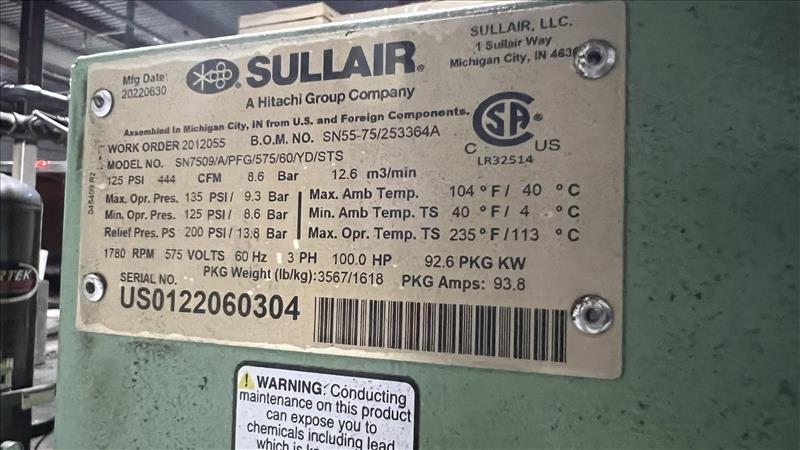 Mfg Date:
20220630
SULLAIR®
A Hitachi Group Company
SULLAIR, LLC.
1 Sullair Way
Michigan City, IN
Assembled in Michigan City, IN from U.S. and Foreign Components.
WORK ORDER 2012055 B.O.M. NO. SN55-75/253364A
MODEL NO. SN7509/A/PFG/575/60/YD/STS
125 PSI 444 CFM 8.6 Bar 12.6 m3/min
Max. Opr. Pres. 135 PSI/ 9.3 Bar
Min. Opr. Pres. 125 PSI/ 8.6 Bar
Relief Pres. PS 200 PSI/ 13.8 Bar
Max. Amb Temp. 104 °F/ 40 °C
Min. Amb Temp. TS 40 °F/ 4 °C
Max. Opr. Temp. TS 235 °F/113 °C
1780 RPM 575 VOLTS 60 Hz 3 PH 100.0 HP 92.6 PKG KW
PKG Weight (lb/kg):3567/1618 PKG Amps: 93.8
SERIAL NO.
US0122060304
CSA
C US
LR32514
WARNING: Conducting
maintenance on this product
can expose you to
chemicals including lead
which is